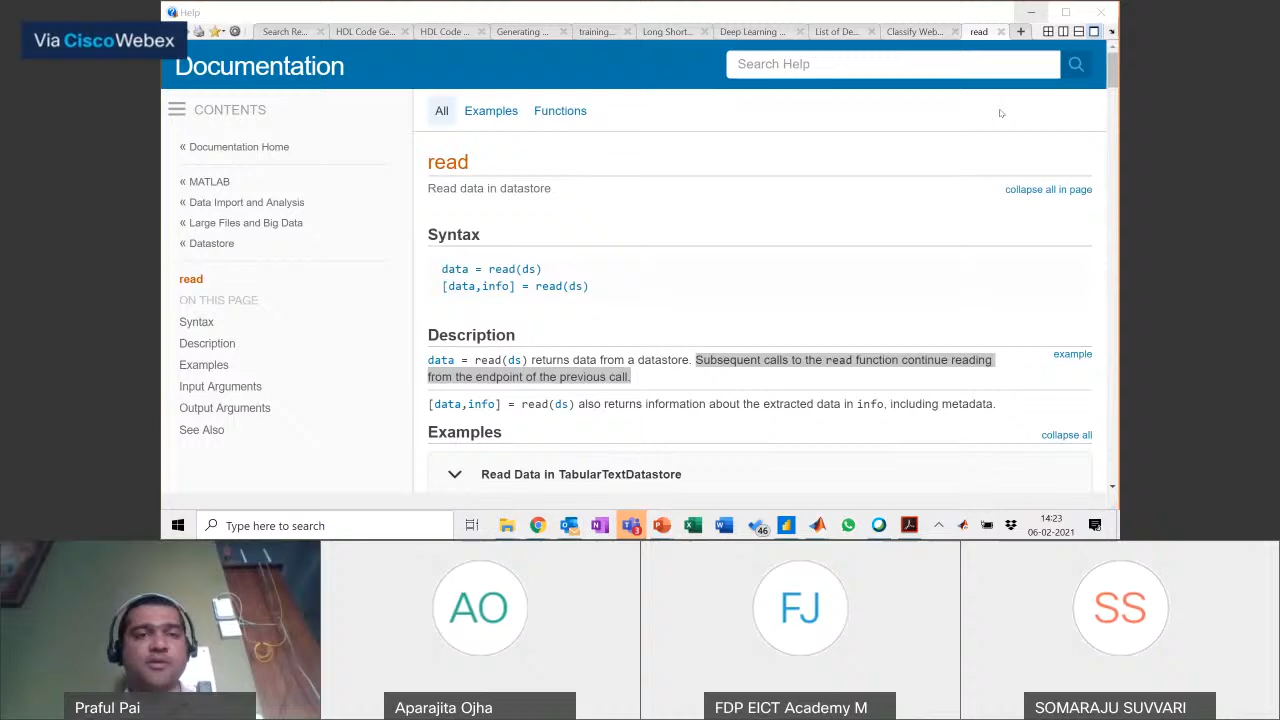 Help
Via CiscoWebex
Search Re...
HDL Code Ge...
HDL Code ...
Generating ...
training...
Long Short...
Deep Learning ...
List of De...
Classify Web...
read
Documentation
Search Help
CONTENTS
All
Examples
Functions
« Documentation Home
« MATLAB
« Data Import and Analysis
« Large Files and Big Data
« Datastore
read
ON THIS PAGE
Syntax
Description
Examples
Input Arguments
Output Arguments
See Also
read
Read data in datastore
collapse all in page
Syntax
data = read(ds)
[data,info] = read(ds)
Description
data = read(ds) returns data from a datastore. Subsequent calls to the read function continue reading
from the endpoint of the previous call.
example
[data,info] = read(ds) also returns information about the extracted data in info, including metadata.
Examples
collapse all
Read Data in TabularTextDatastore
Type here to search
46
3
14:23
06-02-2021
AO
FJ
SS
Praful Pai
Aparajita Ojha
FDP EICT Academy M
SOMARAJU SUVVARI